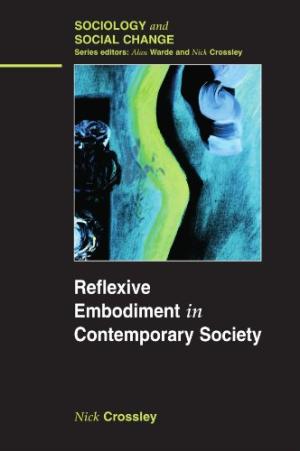 SOCIOLOGY and
SOCIAL CHANGE
Series editors: Alan Warde and Nick Crossley
Reflexive
Embodiment in
Contemporary Society
Nick Crossley